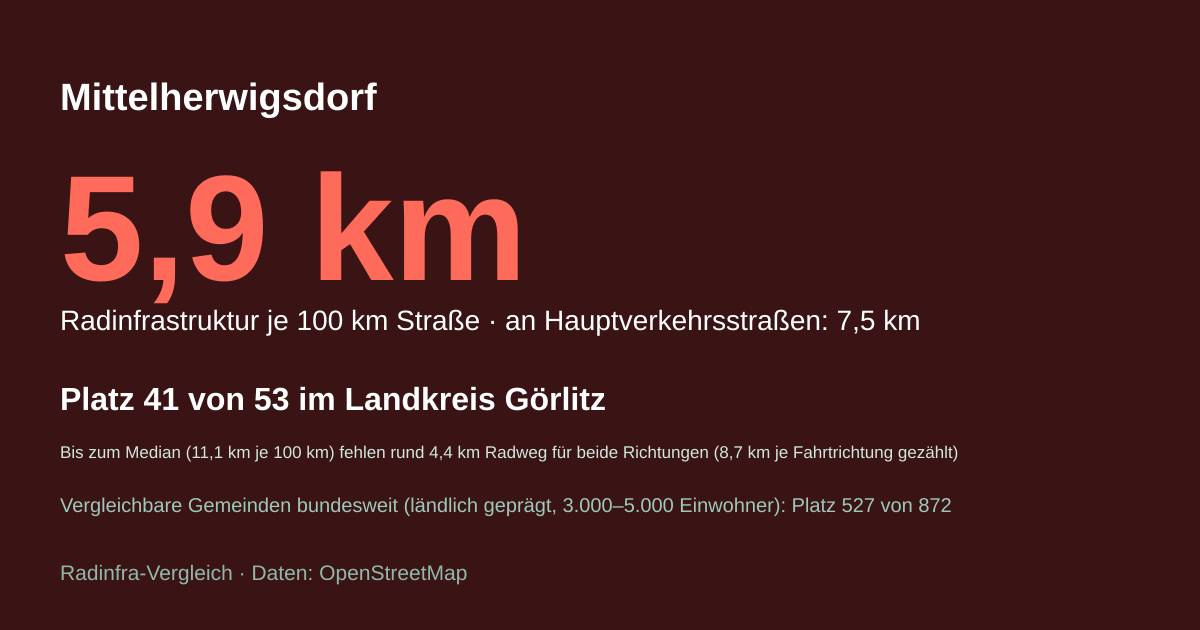 Mittelherwigsdorf
5,9 km
Radinfrastruktur je 100 km Straße · an Hauptverkehrsstraßen: 7,5 km
Platz 41 von 53 im Landkreis Görlitz
Bis zum Median (11,1 km je 100 km) fehlen rund 4,4 km Radweg für beide Richtungen (8,7 km je Fahrtrichtung gezählt)
Vergleichbare Gemeinden bundesweit (ländlich geprägt, 3.000–5.000 Einwohner): Platz 527 von 872
Radinfra-Vergleich · Daten: OpenStreetMap